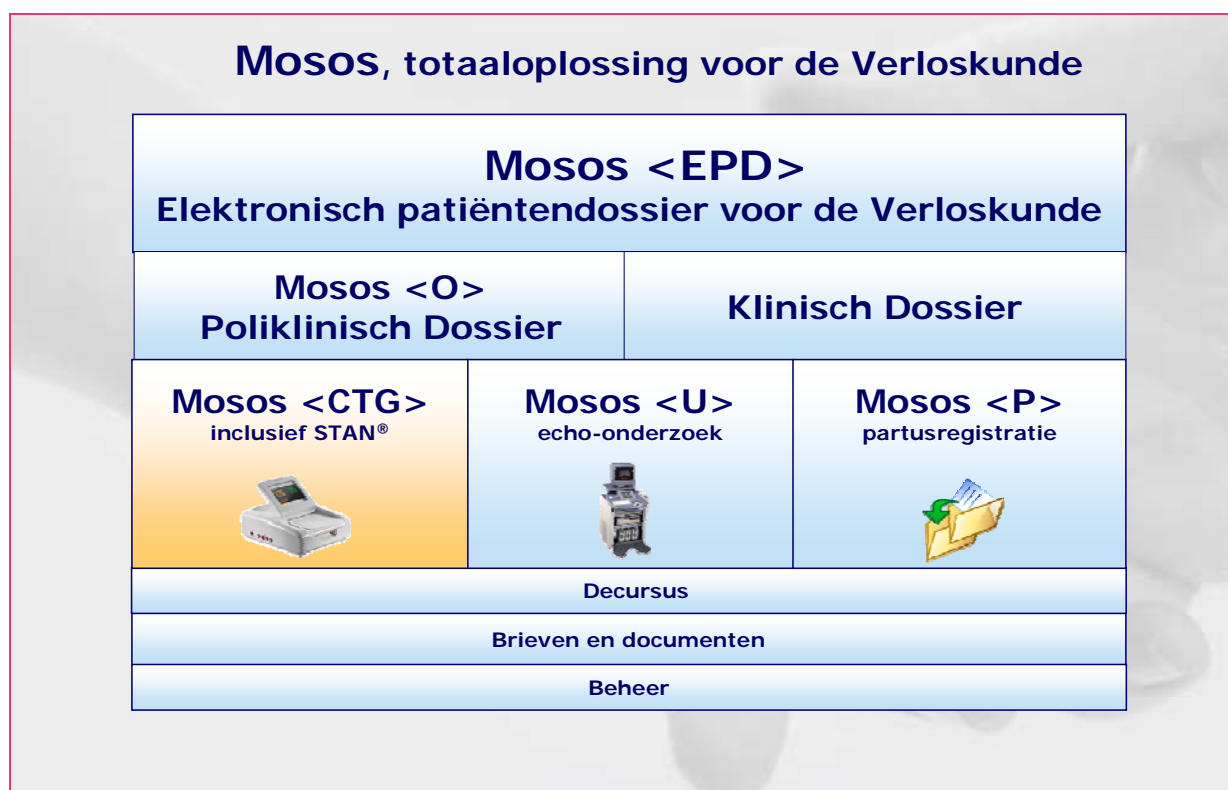 Mosos, totaaloplossing voor de Verloskunde
Mosos <EPD>
Elektronisch patiëntendossier voor de Verloskunde
Mosos <O>
Poliklinisch Dossier
Klinisch Dossier
Mosos <CTG>
inclusief STAN®
Mosos <U>
echo-onderzoek
Mosos <P>
partusregistratie
Decursus
Brieven en documenten
Beheer